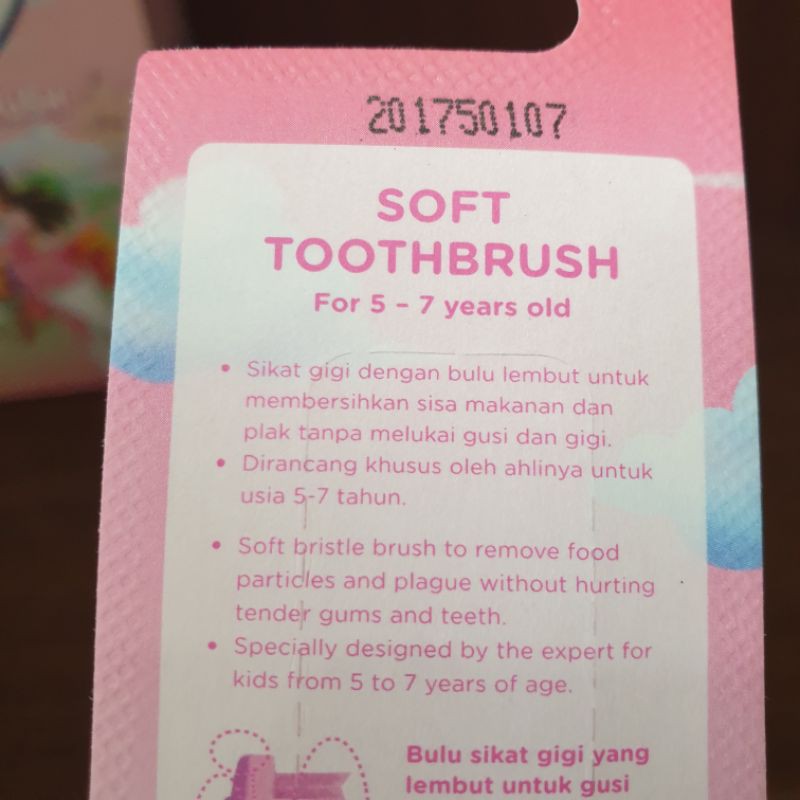 201750107
SOFT
TOOTHBRUSH
For 5 – 7 years old
• Sikat gigi dengan bulu lembut untuk
membersihkan sisa makanan dan
plak tanpa melukai gusi dan gigi.
• Dirancang khusus oleh ahlinya untuk
usia 5-7 tahun.
• Soft bristle brush to remove food
particles and plague without hurting
tender gums and teeth.
• Specially designed by the expert for
kids from 5 to 7 years of age.
Bulu sikat gigi yang
lembut untuk gusi